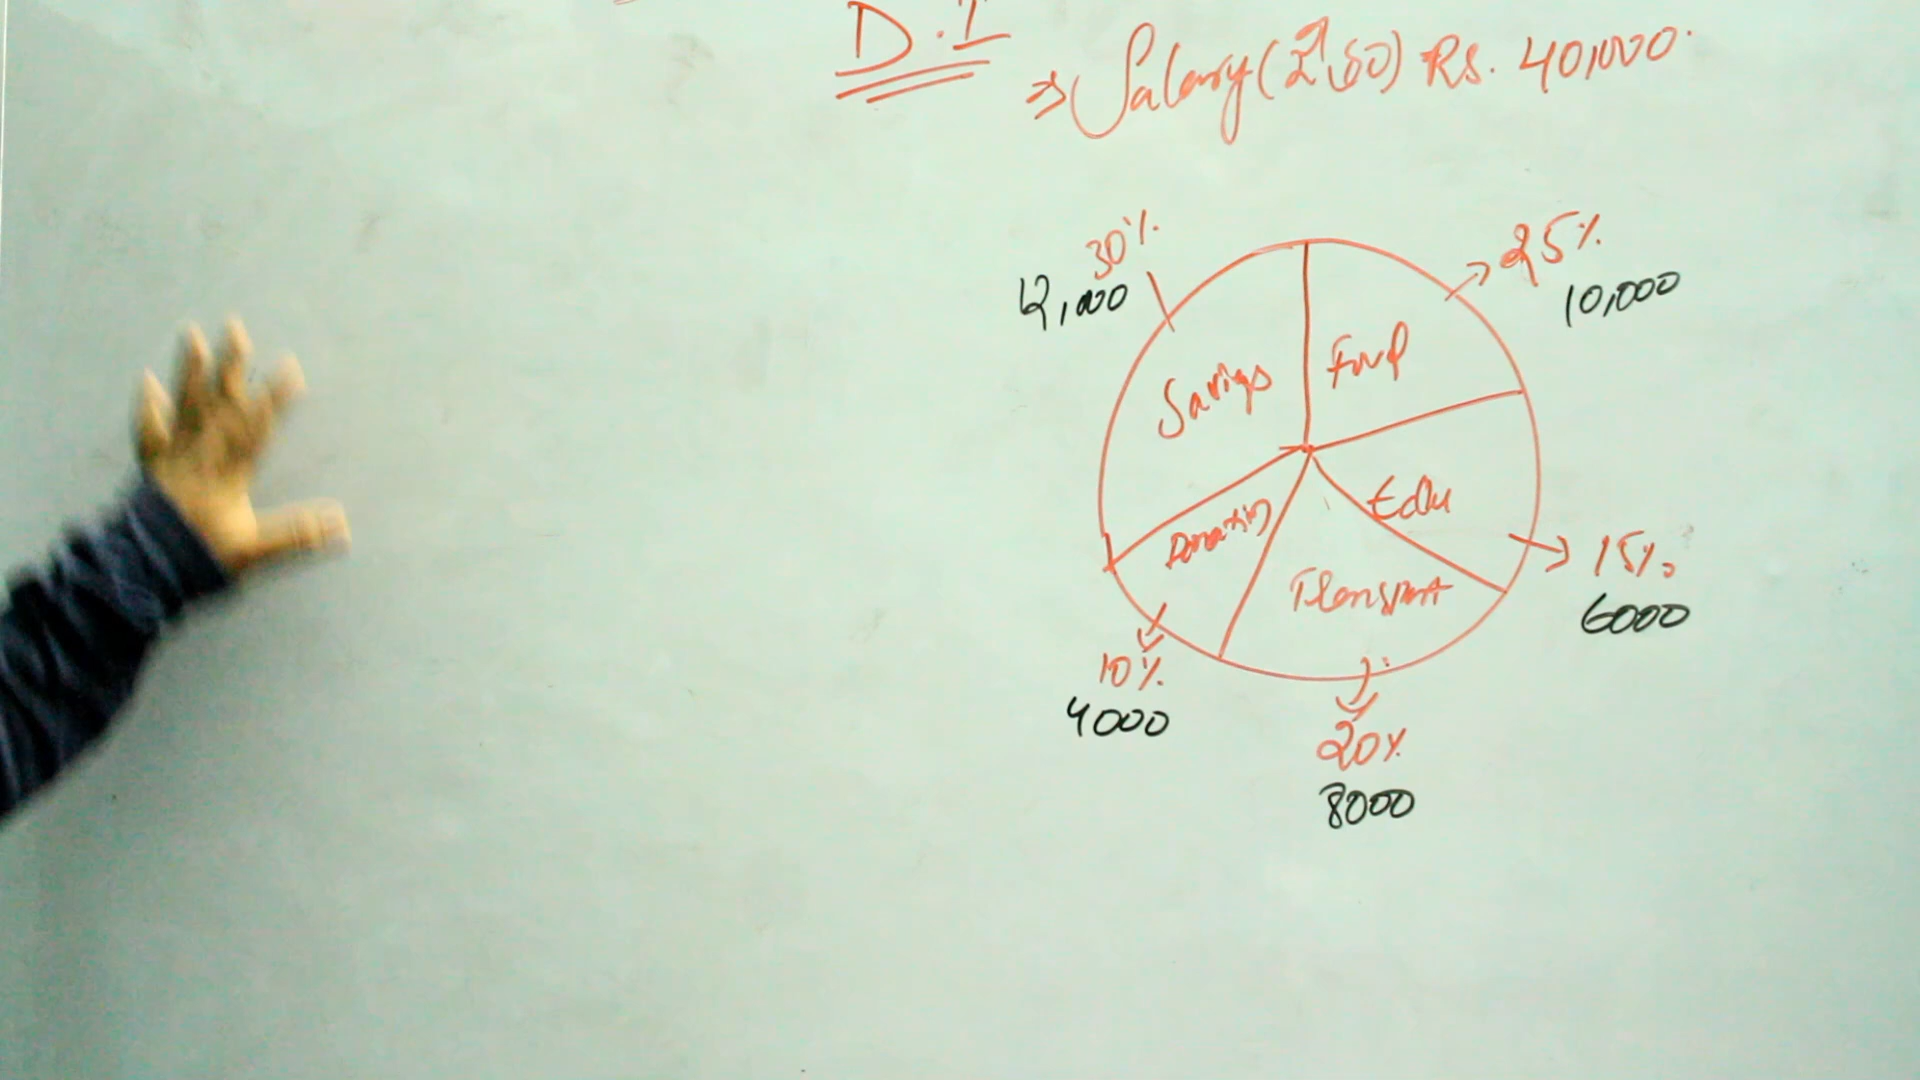 D.I
⇒ Salary ( ) Rs. 40,000.
30%
12,000
25%
10,000
Savings
Food
Donation
Edu
Transport
15%
6000
10%
4000
20%
8000